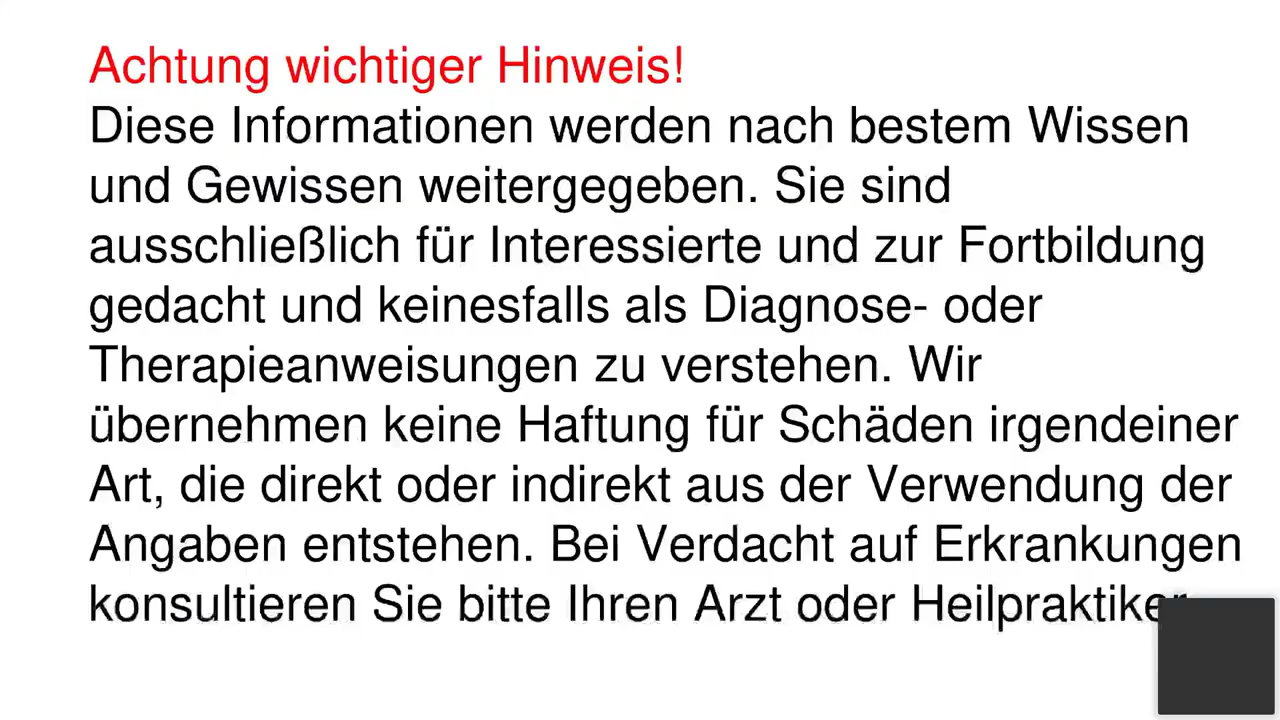 Achtung wichtiger Hinweis!
Diese Informationen werden nach bestem Wissen
und Gewissen weitergegeben. Sie sind
ausschließlich für Interessierte und zur Fortbildung
gedacht und keinesfalls als Diagnose- oder
Therapieanweisungen zu verstehen. Wir
übernehmen keine Haftung für Schäden irgendeiner
Art, die direkt oder indirekt aus der Verwendung der
Angaben entstehen. Bei Verdacht auf Erkrankungen
konsultieren Sie bitte Ihren Arzt oder Heilpraktiker